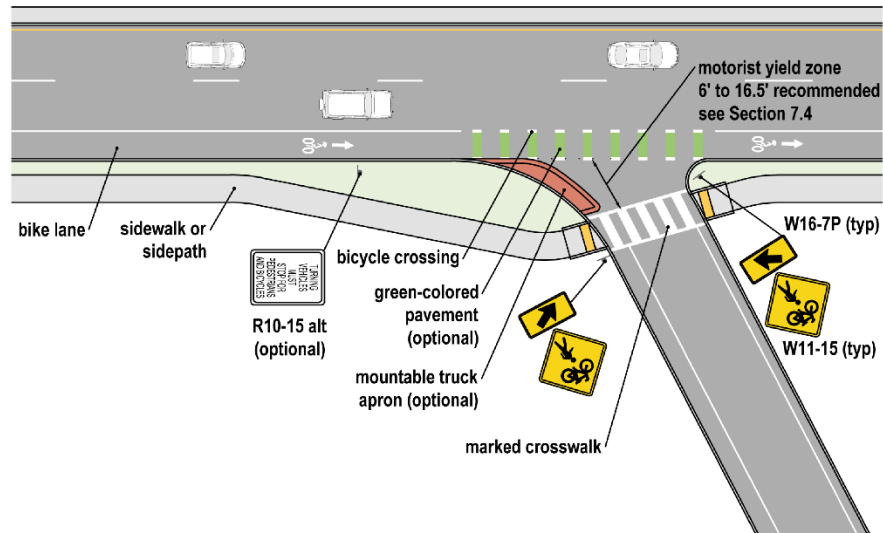 motorist yield zone
6' to 16.5' recommended
see Section 7.4
bike lane
sidewalk or
sidepath
TURNING
VEHICLES
MUST
STOP FOR
PEDESTRIANS
AND BICYCLES
R10-15 alt
(optional)
bicycle crossing
green-colored
pavement
(optional)
mountable truck
apron (optional)
marked crosswalk
W16-7P (typ)
W11-15 (typ)